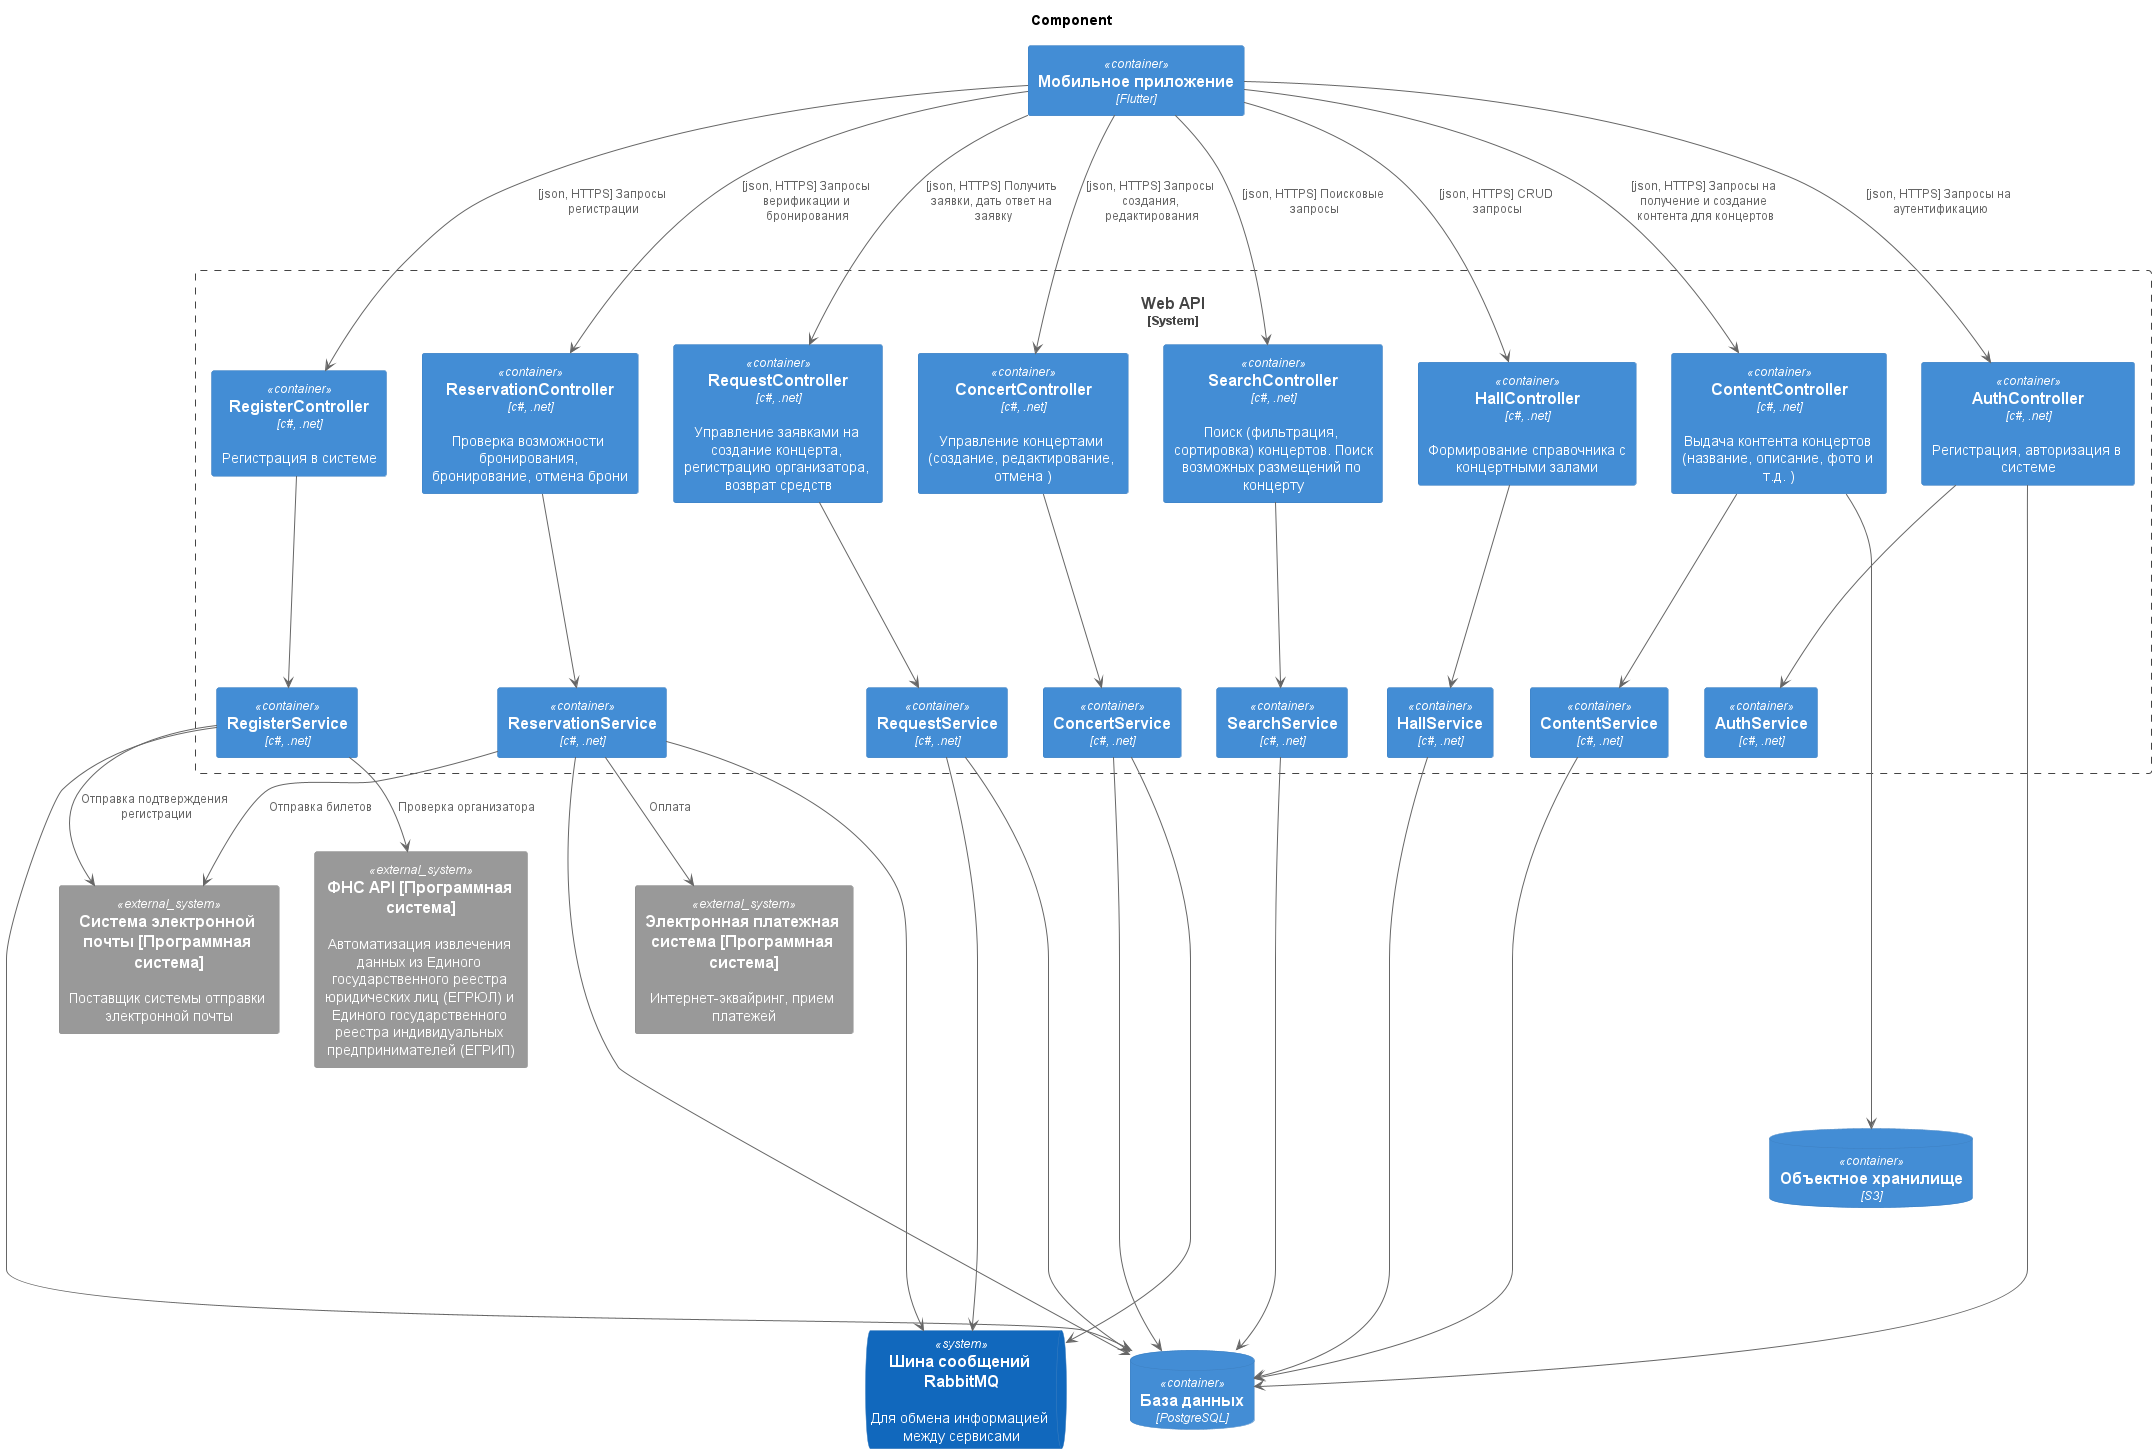 Component
«container»
Мобильное приложение
[Flutter]
[json, HTTPS] Запросы
регистрации
[json, HTTPS] Запросы
верификации и
бронирования
[json, HTTPS] Получить
заявки, дать ответ на
заявку
[json, HTTPS] Запросы
создания,
редактирования
[json, HTTPS] Поисковые
запросы
[json, HTTPS] CRUD
запросы
[json, HTTPS] Запросы на
получение и создание
контента для концертов
[json, HTTPS] Запросы на
аутентификацию
Web API
[System]
«container»
RegisterController
[c#, .net]
Регистрация в системе
«container»
ReservationController
[c#, .net]
Проверка возможности
бронирования,
бронирование, отмена брони
«container»
RequestController
[c#, .net]
Управление заявками на
создание концерта,
регистрацию организатора,
возврат средств
«container»
ConcertController
[c#, .net]
Управление концертами
(создание, редактирование,
отмена )
«container»
SearchController
[c#, .net]
Поиск (фильтрация,
сортировка) концертов. Поиск
возможных размещений по
концерту
«container»
HallController
[c#, .net]
Формирование справочника с
концертными залами
«container»
ContentController
[c#, .net]
Выдача контента концертов
(название, описание, фото и
т.д. )
«container»
AuthController
[c#, .net]
Регистрация, авторизация в
системе
«container»
RegisterService
[c#, .net]
«container»
ReservationService
[c#, .net]
«container»
RequestService
[c#, .net]
«container»
ConcertService
[c#, .net]
«container»
SearchService
[c#, .net]
«container»
HallService
[c#, .net]
«container»
ContentService
[c#, .net]
«container»
AuthService
[c#, .net]
Отправка подтверждения
регистрации
Отправка билетов
Проверка организатора
Оплата
«external_system»
Система электронной
почты [Программная
система]
Поставщик системы отправки
электронной почты
«external_system»
ФНС API [Программная
система]
Автоматизация извлечения
данных из Единого
государственного реестра
юридических лиц (ЕГРЮЛ) и
Единого государственного
реестра индивидуальных
предпринимателей (ЕГРИП)
«external_system»
Электронная платежная
система [Программная
система]
Интернет-эквайринг, прием
платежей
«container»
Объектное хранилище
[S3]
«system»
Шина сообщений
RabbitMQ
Для обмена информацией
между сервисами
«container»
База данных
[PostgreSQL]